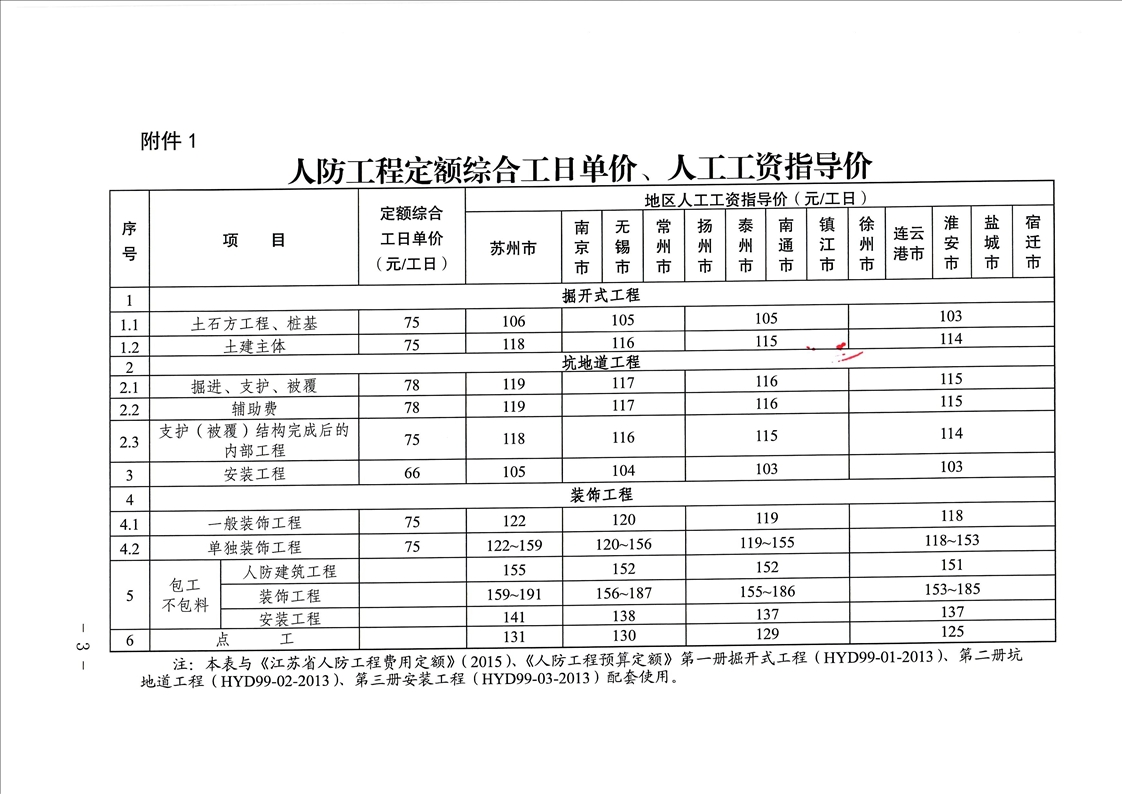 附件 1
人防工程定额综合工日单价、人工工资指导价
序号 项 目 定额综合工日单价（元/工日） 地区人工工资指导价（元/工日）
苏州市 南京市 无锡市 常州市 扬州市 泰州市 南通市 镇江市 徐州市 连云港市 淮安市 盐城市 宿迁市
1 掘开式工程
1.1 土石方工程、桩基 75 106 105 105 103
1.2 土建主体 75 118 116 115 114
2 坑地道工程
2.1 掘进、支护、被覆 78 119 117 116 115
2.2 辅助费 78 119 117 116 115
2.3 支护（被覆）结构完成后的内部工程 75 118 116 115 114
3 安装工程 66 105 104 103 103
4 装饰工程
4.1 一般装饰工程 75 122 120 119 118
4.2 单独装饰工程 75 122~159 120~156 119~155 118~153
5 包工不包料 人防建筑工程 155 152 152 151
装饰工程 159~191 156~187 155~186 153~185
安装工程 141 138 137 137
6 点 工 131 130 129 125
注：本表与《江苏省人防工程费用定额》（2015）、《人防工程预算定额》第一册掘开式工程（HYD99-01-2013）、第二册坑
地道工程（HYD99-02-2013）、第三册安装工程（HYD99-03-2013）配套使用。
– 3 –